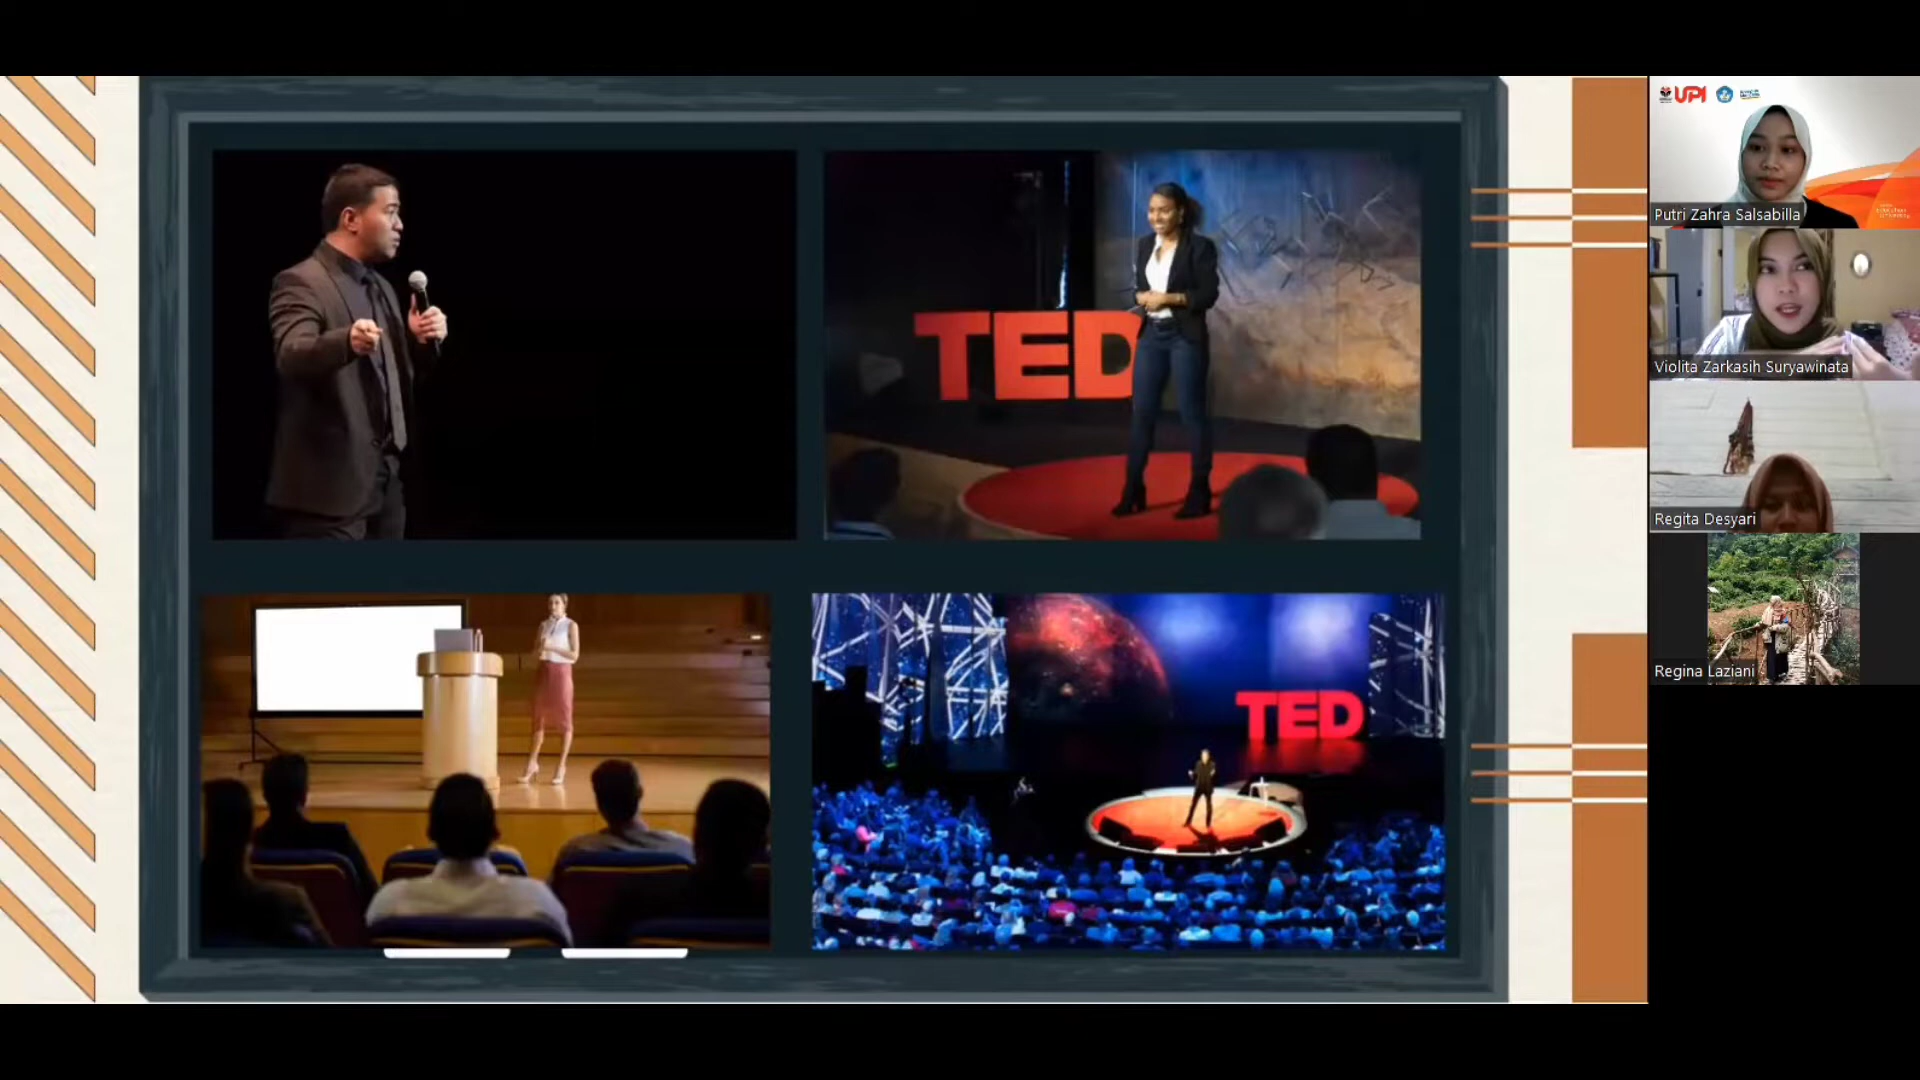 TED
TED
UPI
Putri Zahra Salsabilla
Violita Zarkasih Suryawinata
Regita Desyari
Regina Laziani